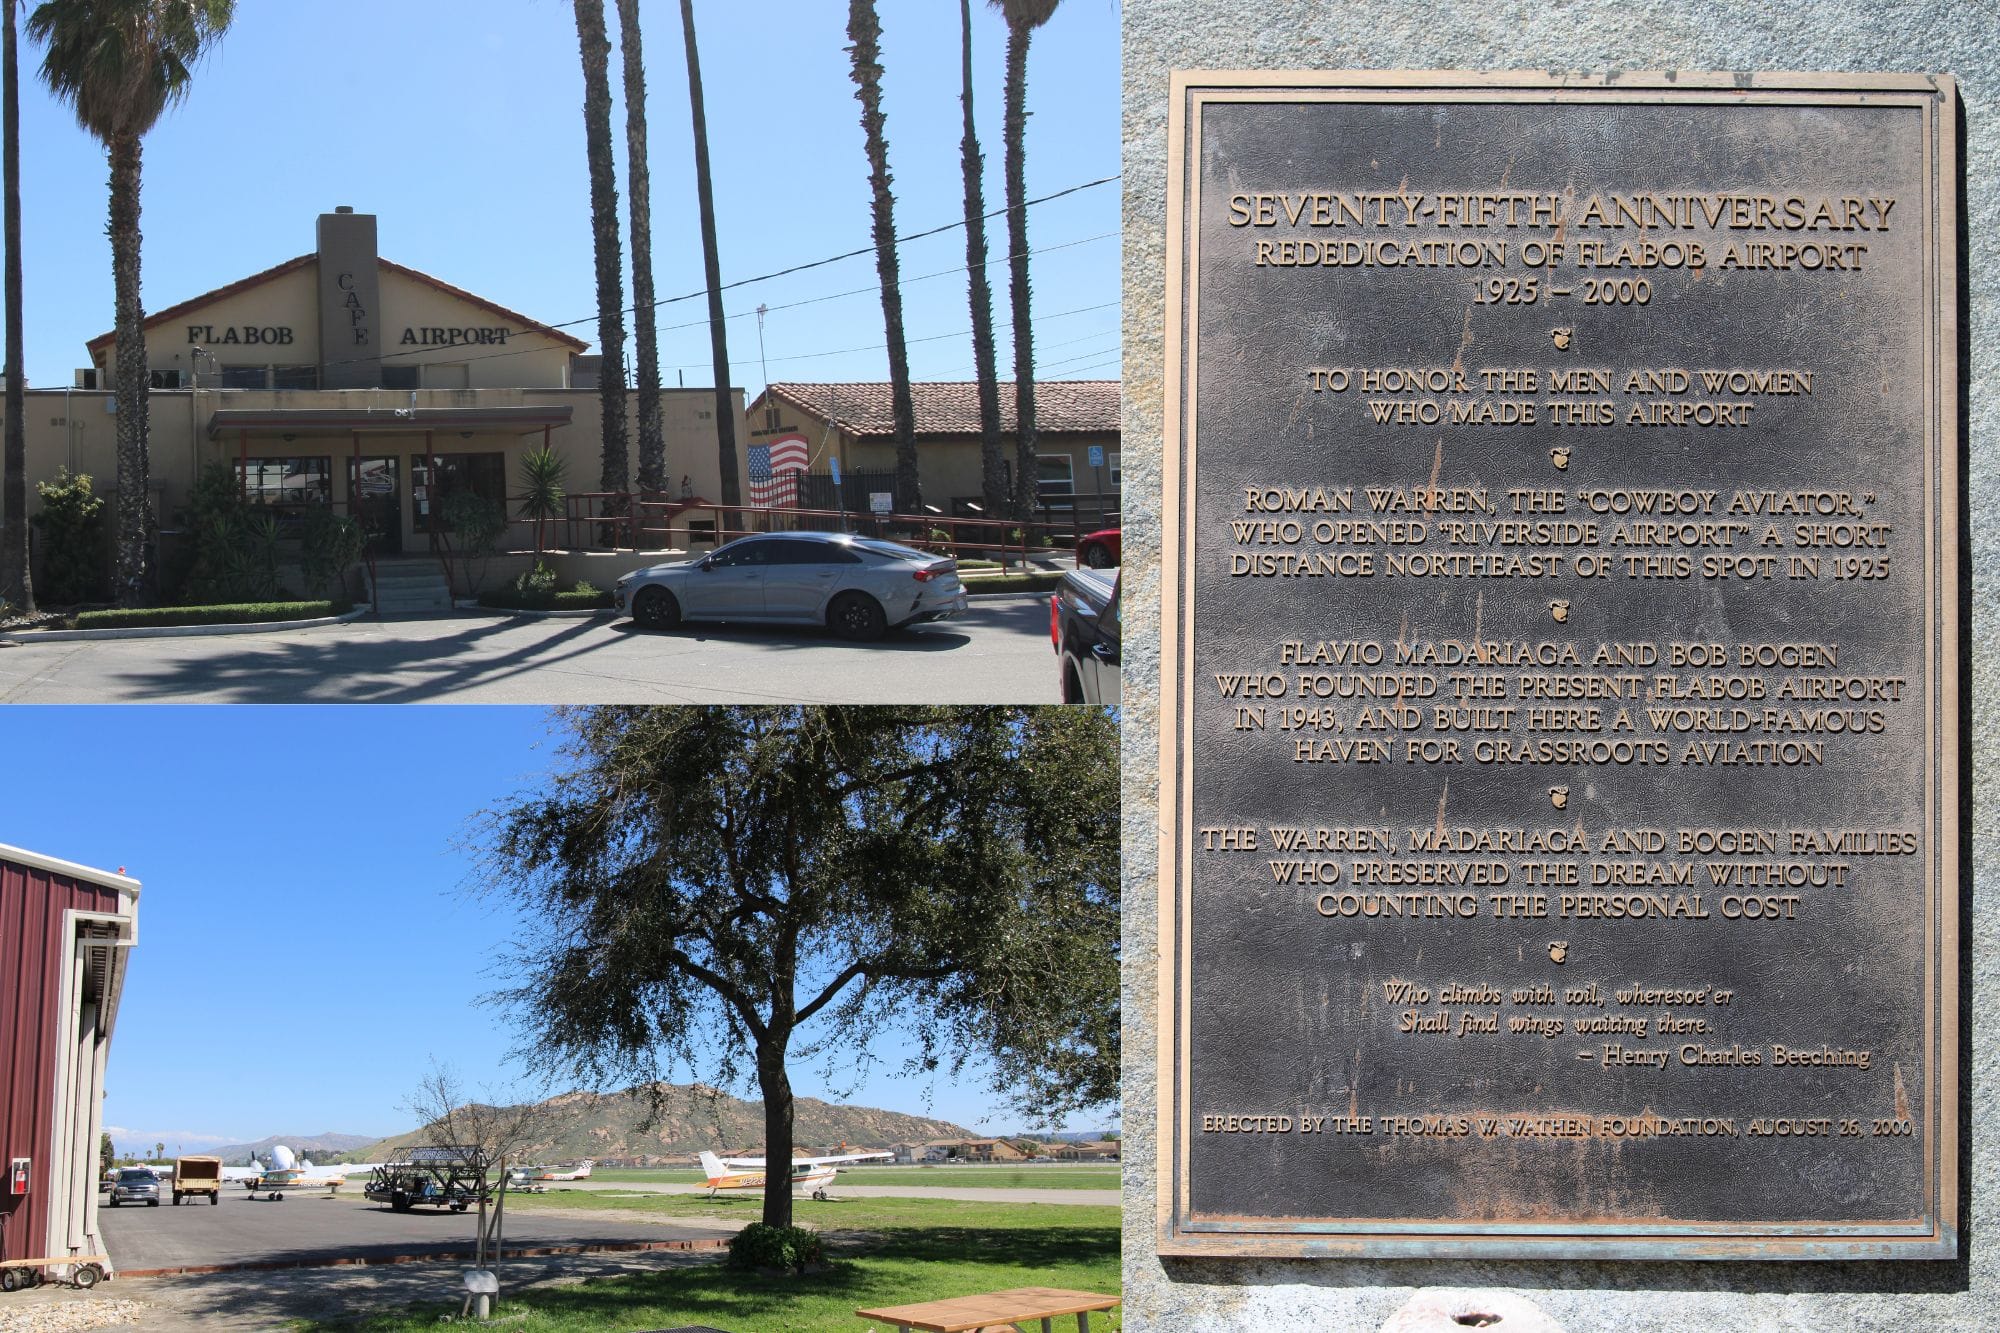 FLABOB CAFE AIRPORT
SEVENTY-FIFTH ANNIVERSARY
REDEDICATION OF FLABOB AIRPORT
1925 – 2000
TO HONOR THE MEN AND WOMEN
WHO MADE THIS AIRPORT
ROMAN WARREN, THE "COWBOY AVIATOR,"
WHO OPENED "RIVERSIDE AIRPORT" A SHORT
DISTANCE NORTHEAST OF THIS SPOT IN 1925
FLAVIO MADARIAGA AND BOB BOGEN
WHO FOUNDED THE PRESENT FLABOB AIRPORT
IN 1943, AND BUILT HERE A WORLD-FAMOUS
HAVEN FOR GRASSROOTS AVIATION
THE WARREN, MADARIAGA AND BOGEN FAMILIES
WHO PRESERVED THE DREAM WITHOUT
COUNTING THE PERSONAL COST
Who climbs with toil, wheresoe'er
Shall find wings waiting there.
– Henry Charles Beeching
ERECTED BY THE THOMAS W. WATHEN FOUNDATION, AUGUST 26, 2000